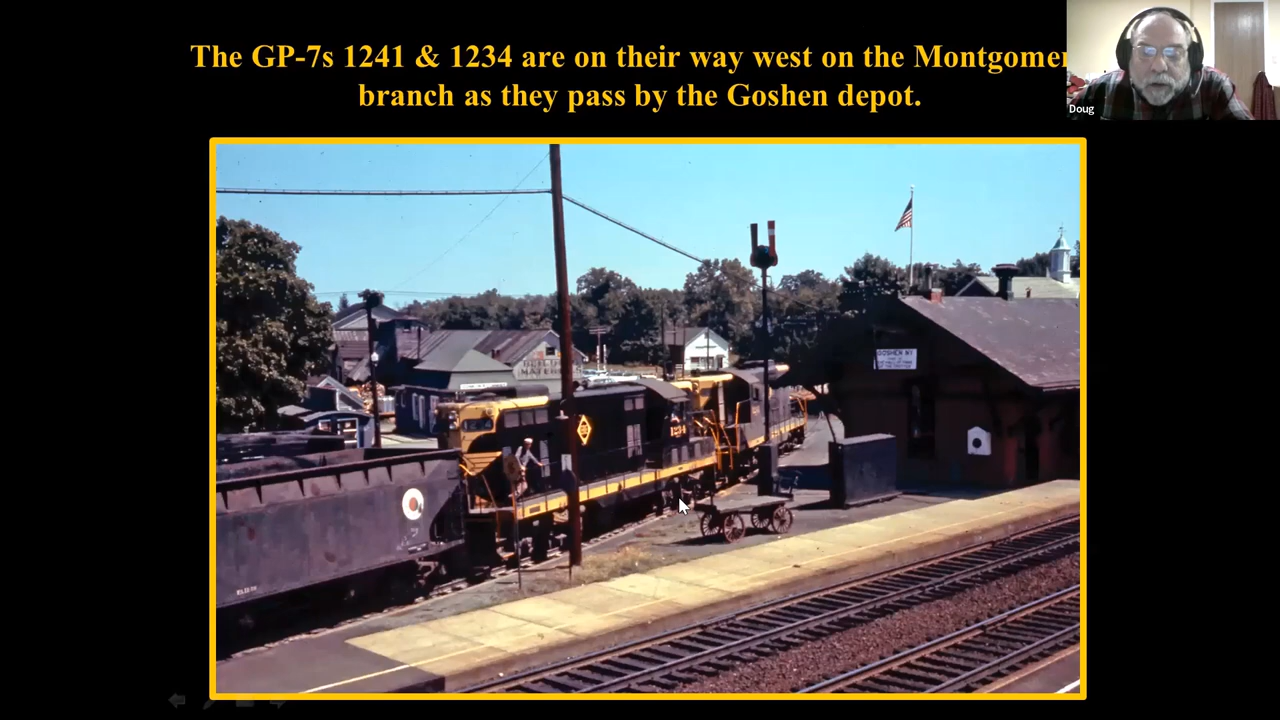 The GP-7s 1241 & 1234 are on their way west on the Montgomer
branch as they pass by the Goshen depot.
Doug
GOSHEN NY
1234